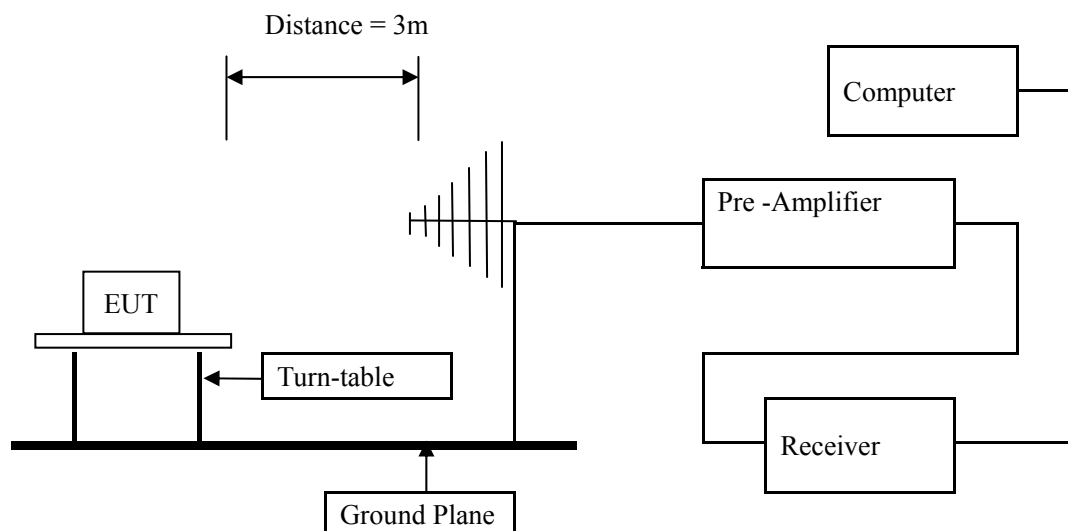 Distance = 3m
Computer
Pre -Amplifier
EUT
Turn-table
Receiver
Ground Plane